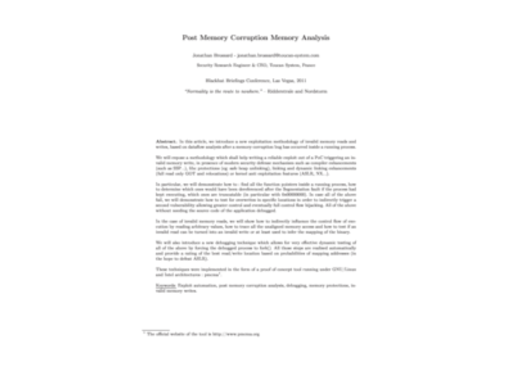 Post Memory Corruption Memory Analysis
Jonathan Brossard - jonathan.brossard@toucan-system.com
Security Research Engineer & CEO, Toucan System, France
Blackhat Briefings Conference, Las Vegas, 2011
Abstract. In this article, we introduce a new exploitation methodology of invalid memory reads and
writes, based on dataflow analysis after a memory corruption bug has occurred inside a running process.
We will expose a methodology which shall help writing a reliable exploit out of a PoC triggering an in-
valid memory write, in presence of modern security defense mechanism such as compiler enhancements
(such as SSP...), libc protections (eg: safe heap unlinking), linking and dynamic linking enhancements
(full read only GOT and relocations) or kernel anti exploitation features (ASLR, NX...).
In particular, we will demonstrate how to : find all the function pointers inside a running process, how
to determine which ones would have been dereferenced after the Segmentation fault if the process had
kept executing, which ones are truncatable (in particular with 0x00000000). In case all of the above
fail, we will demonstrate how to test for overwrites in specific locations in order to indirectly trigger a
second vulnerability allowing greater control and eventually full control flow hijacking. All of the above
without needing the source code of the application debugged.
In the case of invalid memory reads, we will show how to indirectly influence the control flow of exe-
cution by reading arbitrary values, how to trace all the unaligned memory access and how to test if an
invalid read can be turned into an invalid write or at least used to infer the mapping of the binary.
We will also introduce a new debugging technique which allows for very effective dynamic testing of
all of the above by forcing the debugged process to fork(). All those steps are realized automatically
and provide a rating of the best read/write location based on probabilities of mapping addresses (in
the hope to defeat ASLR).
These techniques were implemented in the form of a proof of concept tool running under GNU/Linux
and Intel architectures : pmcma¹.
Keywords: Exploit automation, post memory corruption analysis, debugging, memory protections, in-
valid memory writes.
¹ The official website of the tool is http://www.pmcma.org